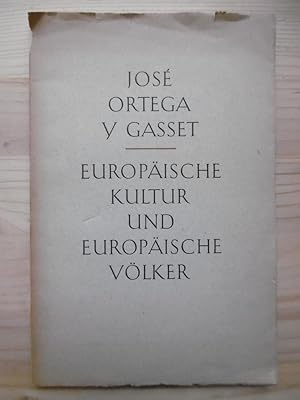 JOSÉ
ORTEGA
Y GASSET
EUROPÄISCHE
KULTUR
UND
EUROPÄISCHE
VÖLKER